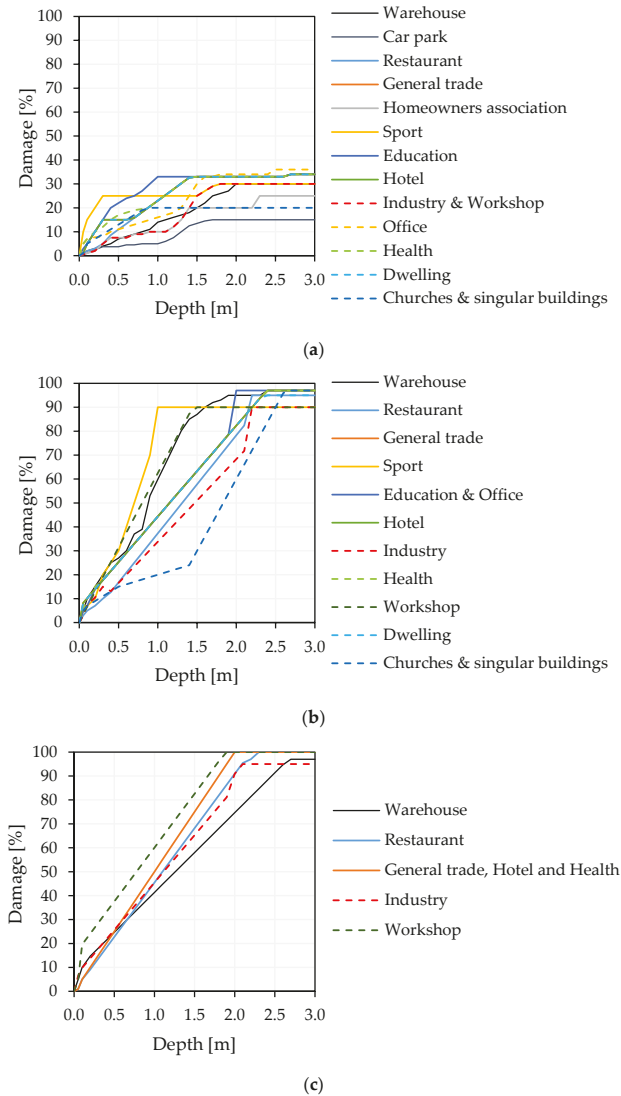 100
90
80
70
60
50
40
30
20
10
0
Damage [%]
0.0 0.5 1.0 1.5 2.0 2.5 3.0
Depth [m]
Warehouse
Car park
Restaurant
General trade
Homeowners association
Sport
Education
Hotel
Industry & Workshop
Office
Health
Dwelling
Churches & singular buildings
(a)
100
90
80
70
60
50
40
30
20
10
0
Damage [%]
0.0 0.5 1.0 1.5 2.0 2.5 3.0
Depth [m]
Warehouse
Restaurant
General trade
Sport
Education & Office
Hotel
Industry
Health
Workshop
Dwelling
Churches & singular buildings
(b)
100
90
80
70
60
50
40
30
20
10
0
Damage [%]
0.0 0.5 1.0 1.5 2.0 2.5 3.0
Depth [m]
Warehouse
Restaurant
General trade, Hotel and Health
Industry
Workshop
(c)